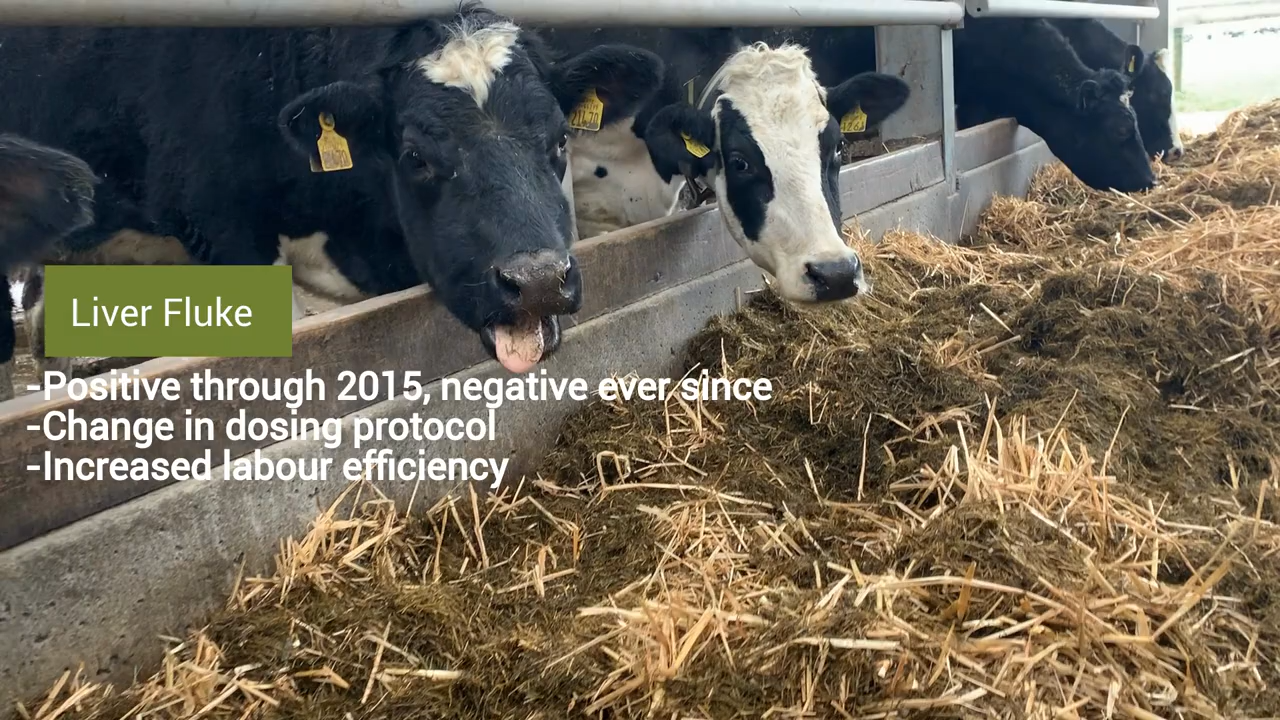 Liver Fluke
-Positive through 2015, negative ever since
-Change in dosing protocol
-Increased labour efficiency